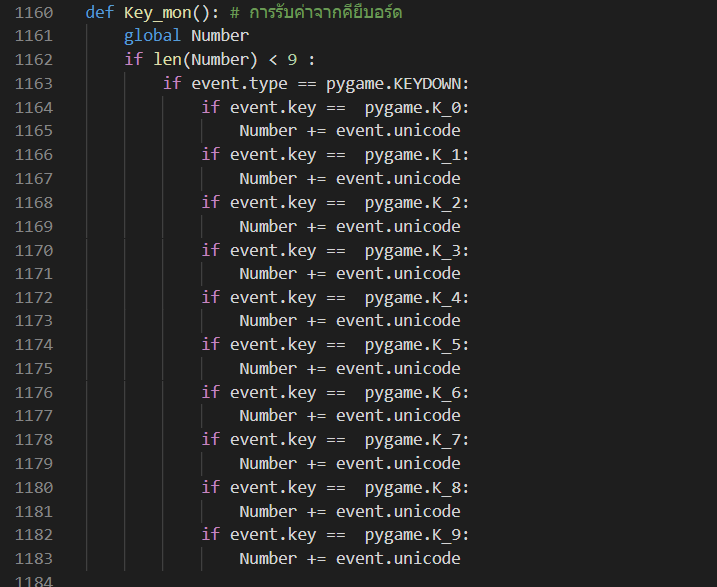 1160 def Key_mon(): # การรับค่าจากคียีบอร์ด
1161 global Number
1162 if len(Number) < 9 :
1163 if event.type == pygame.KEYDOWN:
1164 if event.key ==  pygame.K_0:
1165 Number += event.unicode
1166 if event.key ==  pygame.K_1:
1167 Number += event.unicode
1168 if event.key ==  pygame.K_2:
1169 Number += event.unicode
1170 if event.key ==  pygame.K_3:
1171 Number += event.unicode
1172 if event.key ==  pygame.K_4:
1173 Number += event.unicode
1174 if event.key ==  pygame.K_5:
1175 Number += event.unicode
1176 if event.key ==  pygame.K_6:
1177 Number += event.unicode
1178 if event.key ==  pygame.K_7:
1179 Number += event.unicode
1180 if event.key ==  pygame.K_8:
1181 Number += event.unicode
1182 if event.key ==  pygame.K_9:
1183 Number += event.unicode
1184